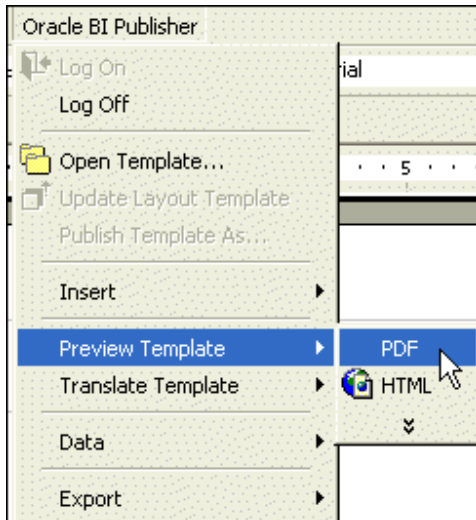 Oracle BI Publisher
Log On
rial
Log Off
Open Template...
5
Update Layout Template
Publish Template As...
Insert
Preview Template
PDF
Translate Template
HTML
Data
Export